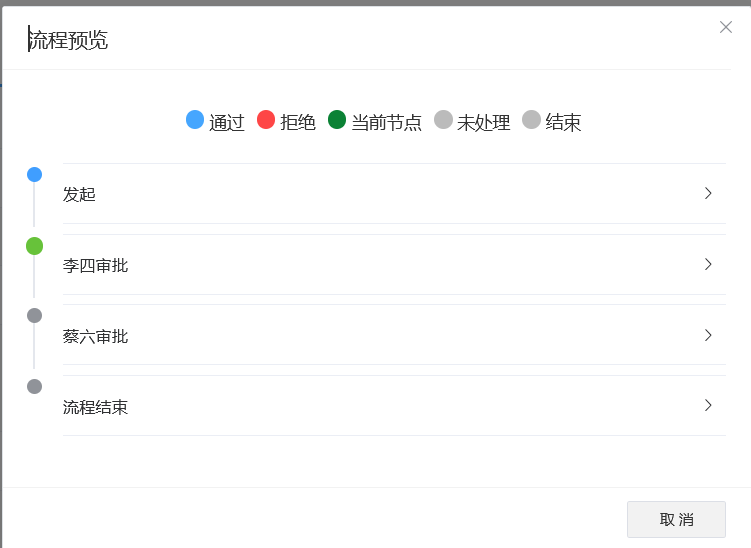 流程预览
通过 拒绝 当前节点 未处理 结束
发起
李四审批
蔡六审批
流程结束
取 消